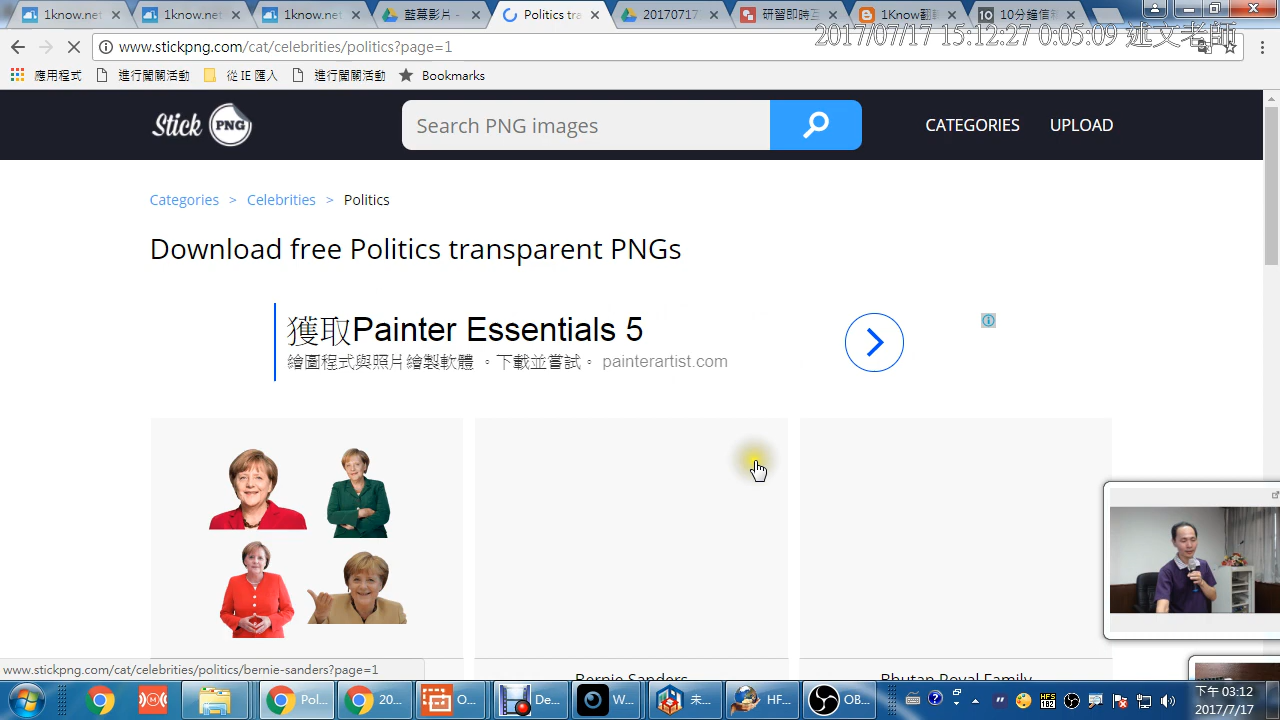 1know.net
1know.net
1know.net
藍幕影片 -
Politics tra
20170717
研習即時互
1Know翻
10
10分鐘信
www.stickpng.com/cat/celebrities/politics?page=1
2017/07/17 15:12:27 0:05:09 述文老師
應用程式
進行闖關活動
從 IE 匯入
進行闖關活動
Bookmarks
Stick PNG
Search PNG images
CATEGORIES
UPLOAD
Categories > Celebrities > Politics
Download free Politics transparent PNGs
獲取Painter Essentials 5
繪圖程式與照片繪製軟體 。下載並嘗試。 painterartist.com
Bernie Sanders
Bhutan Royal Family
www.stickpng.com/cat/celebrities/politics/bernie-sanders?page=1
Pol...
20...
O...
De...
W...
未...
HF...
OB...
HFS
182
下午 03:12
2017/7/17